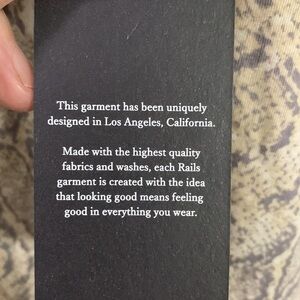 This garment has been uniquely
designed in Los Angeles, California.
Made with the highest quality
fabrics and washes, each Rails
garment is created with the idea
that looking good means feeling
good in everything you wear.